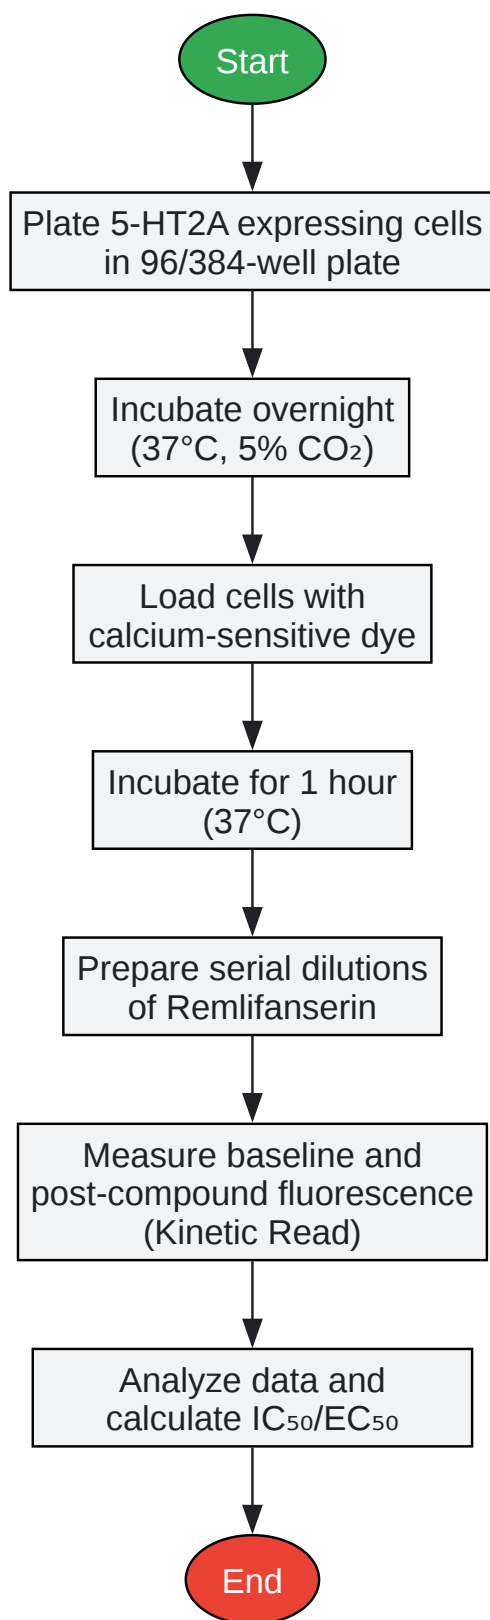 Start
Plate 5-HT2A expressing cells
in 96/384-well plate
Incubate overnight
(37°C, 5% CO₂)
Load cells with
calcium-sensitive dye
Incubate for 1 hour
(37°C)
Prepare serial dilutions
of Remlifanserin
Measure baseline and
post-compound fluorescence
(Kinetic Read)
Analyze data and
calculate IC₅₀/EC₅₀
End